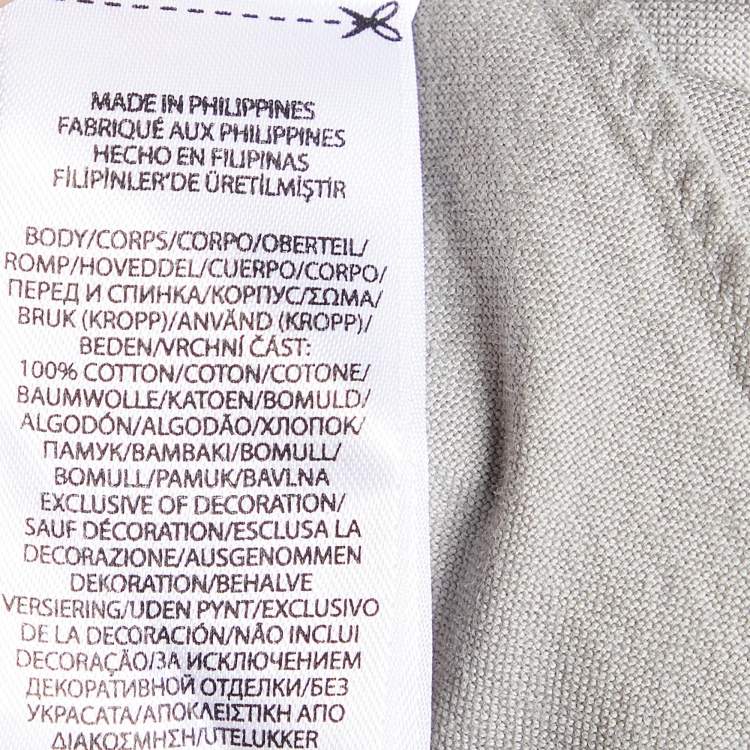 MADE IN PHILIPPINES
FABRIQUÉ AUX PHILIPPINES
HECHO EN FILIPINAS
FİLİPİNLER'DE ÜRETİLMİŞTİR
BODY/CORPS/CORPO/OBERTEIL/
ROMP/HOVEDDEL/CUERPO/CORPO/
ПЕРЕД И СПИНКА/КОРПУС/ΣΩΜΑ/
BRUK (KROPP)/ANVÄND (KROPP)/
BEDEN/VRCHNÍ ČÁST:
100% COTTON/COTON/COTONE/
BAUMWOLLE/KATOEN/BOMULD/
ALGODÓN/ALGODÃO/ХЛОПОК/
ПАМУК/ΒΑΜΒΑΚΙ/BOMULL/
BOMULL/PAMUK/BAVLNA
EXCLUSIVE OF DECORATION/
SAUF DÉCORATION/ESCLUSA LA
DECORAZIONE/AUSGENOMMEN
DEKORATION/BEHALVE
VERSIERING/UDEN PYNT/EXCLUSIVO
DE LA DECORACIÓN/NÃO INCLUI
DECORAÇÃO/ЗА ИСКЛЮЧЕНИЕМ
ДЕКОРАТИВНОЙ ОТДЕЛКИ/БЕЗ
УКРАСАТА/ΑΠΟΚΛΕΙΣΤΙΚΗ ΑΠΟ
ΔΙΑΚΟΣΜΗΣΗ/UTELUKKER